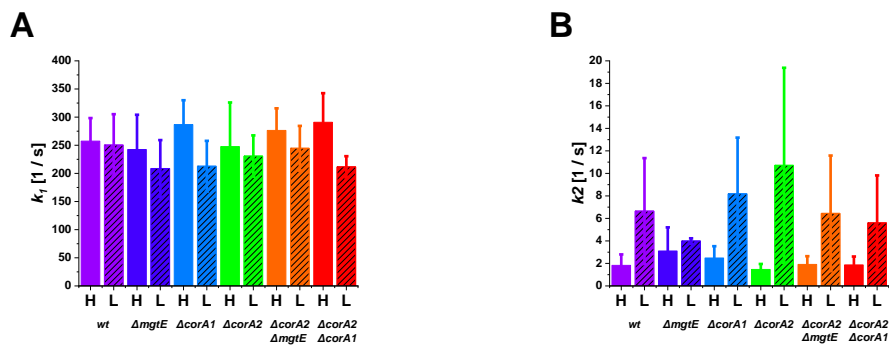 A
B
k1 [1 / s]
400
350
300
250
200
150
100
50
0
H L H L H L H L H L H L
wt ΔmgtE ΔcorA1 ΔcorA2 ΔcorA2 ΔcorA2
ΔmgtE ΔcorA1
k2 [1 / s]
20
18
16
14
12
10
8
6
4
2
0
H L H L H L H L H L H L
wt ΔmgtE ΔcorA1 ΔcorA2 ΔcorA2 ΔcorA2
ΔmgtE ΔcorA1